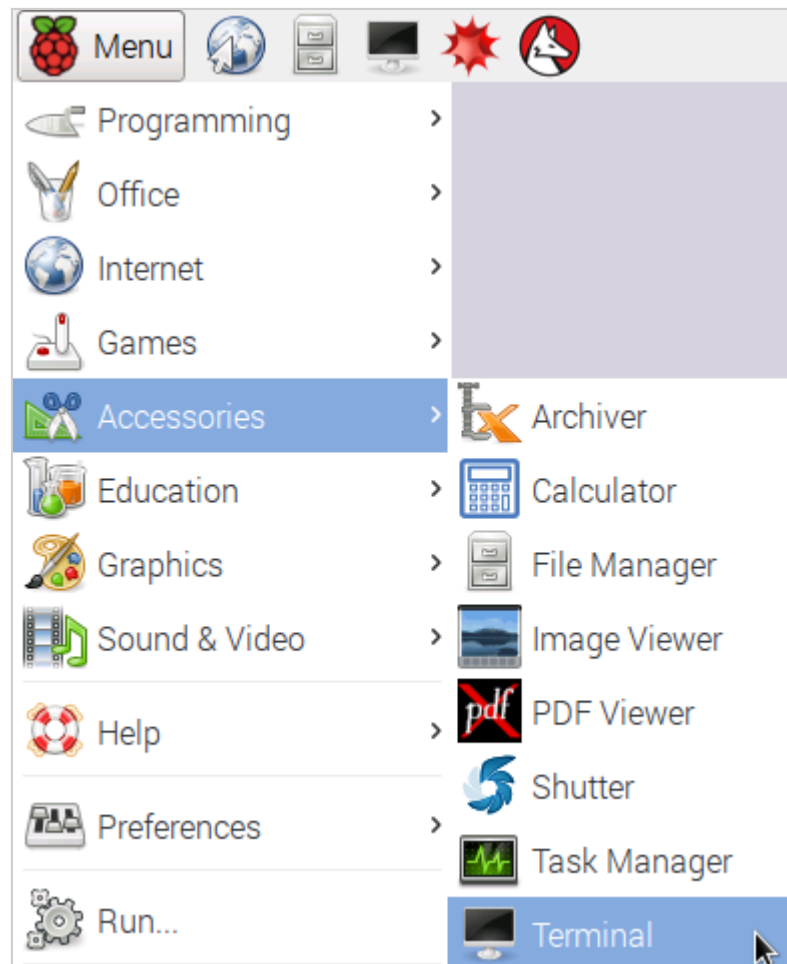 Menu
Programming
Office
Internet
Games
Accessories
Education
Graphics
Sound & Video
Help
Preferences
Run...
Archiver
Calculator
File Manager
Image Viewer
pdf PDF Viewer
Shutter
Task Manager
Terminal